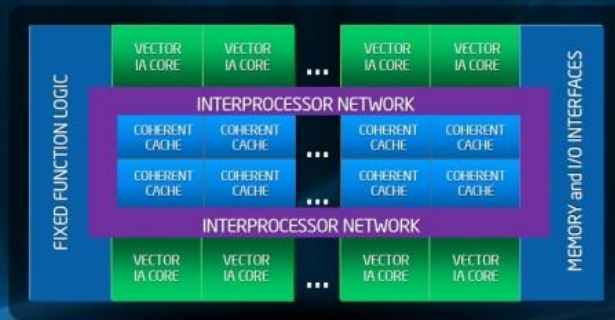 FIXED FUNCTION LOGIC
VECTOR IA CORE
VECTOR IA CORE
...
VECTOR IA CORE
VECTOR IA CORE
INTERPROCESSOR NETWORK
COHERENT CACHE
COHERENT CACHE
...
COHERENT CACHE
COHERENT CACHE
COHERENT CACHE
COHERENT CACHE
...
COHERENT CACHE
COHERENT CACHE
INTERPROCESSOR NETWORK
VECTOR IA CORE
VECTOR IA CORE
...
VECTOR IA CORE
VECTOR IA CORE
MEMORY and I/O INTERFACES